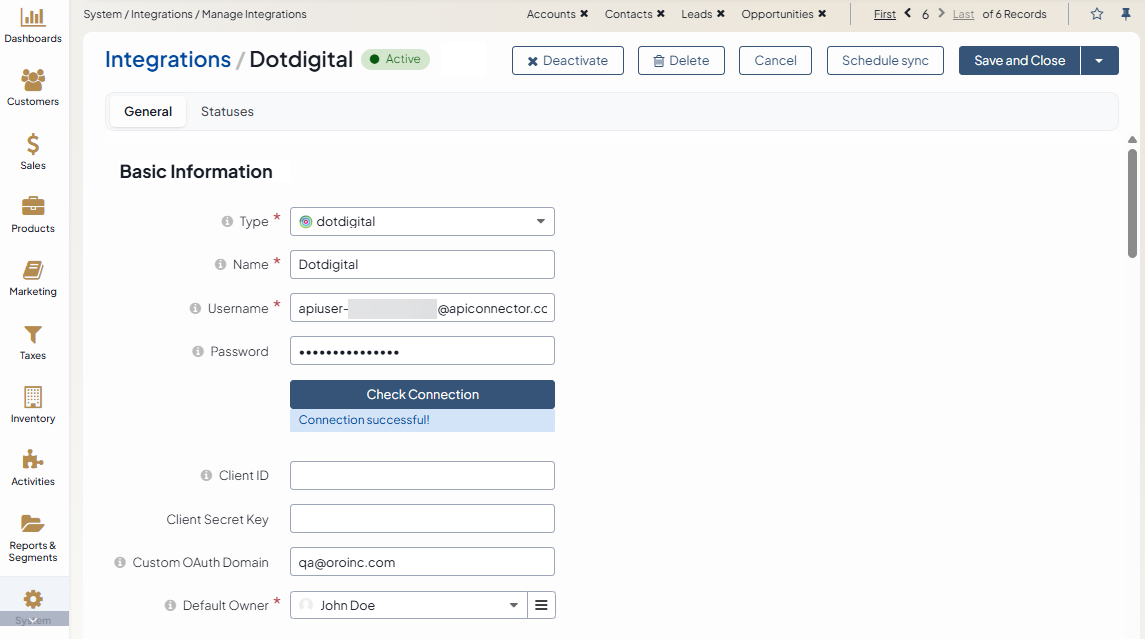 System / Integrations / Manage Integrations
Accounts ✖ Contacts ✖ Leads ✖ Opportunities ✖
First 6 Last of 6 Records
Dashboards
Customers
Sales
Products
Marketing
Taxes
Inventory
Activities
Reports &
Segments
System
Integrations / Dotdigital Active
Deactivate
Delete
Cancel
Schedule sync
Save and Close
General
Statuses
Basic Information
Type * dotdigital
Name * Dotdigital
Username * apiuser- @apiconnector.cc
Password •••••••••••••••
Check Connection
Connection successful!
Client ID
Client Secret Key
Custom OAuth Domain qa@oroinc.com
Default Owner * John Doe